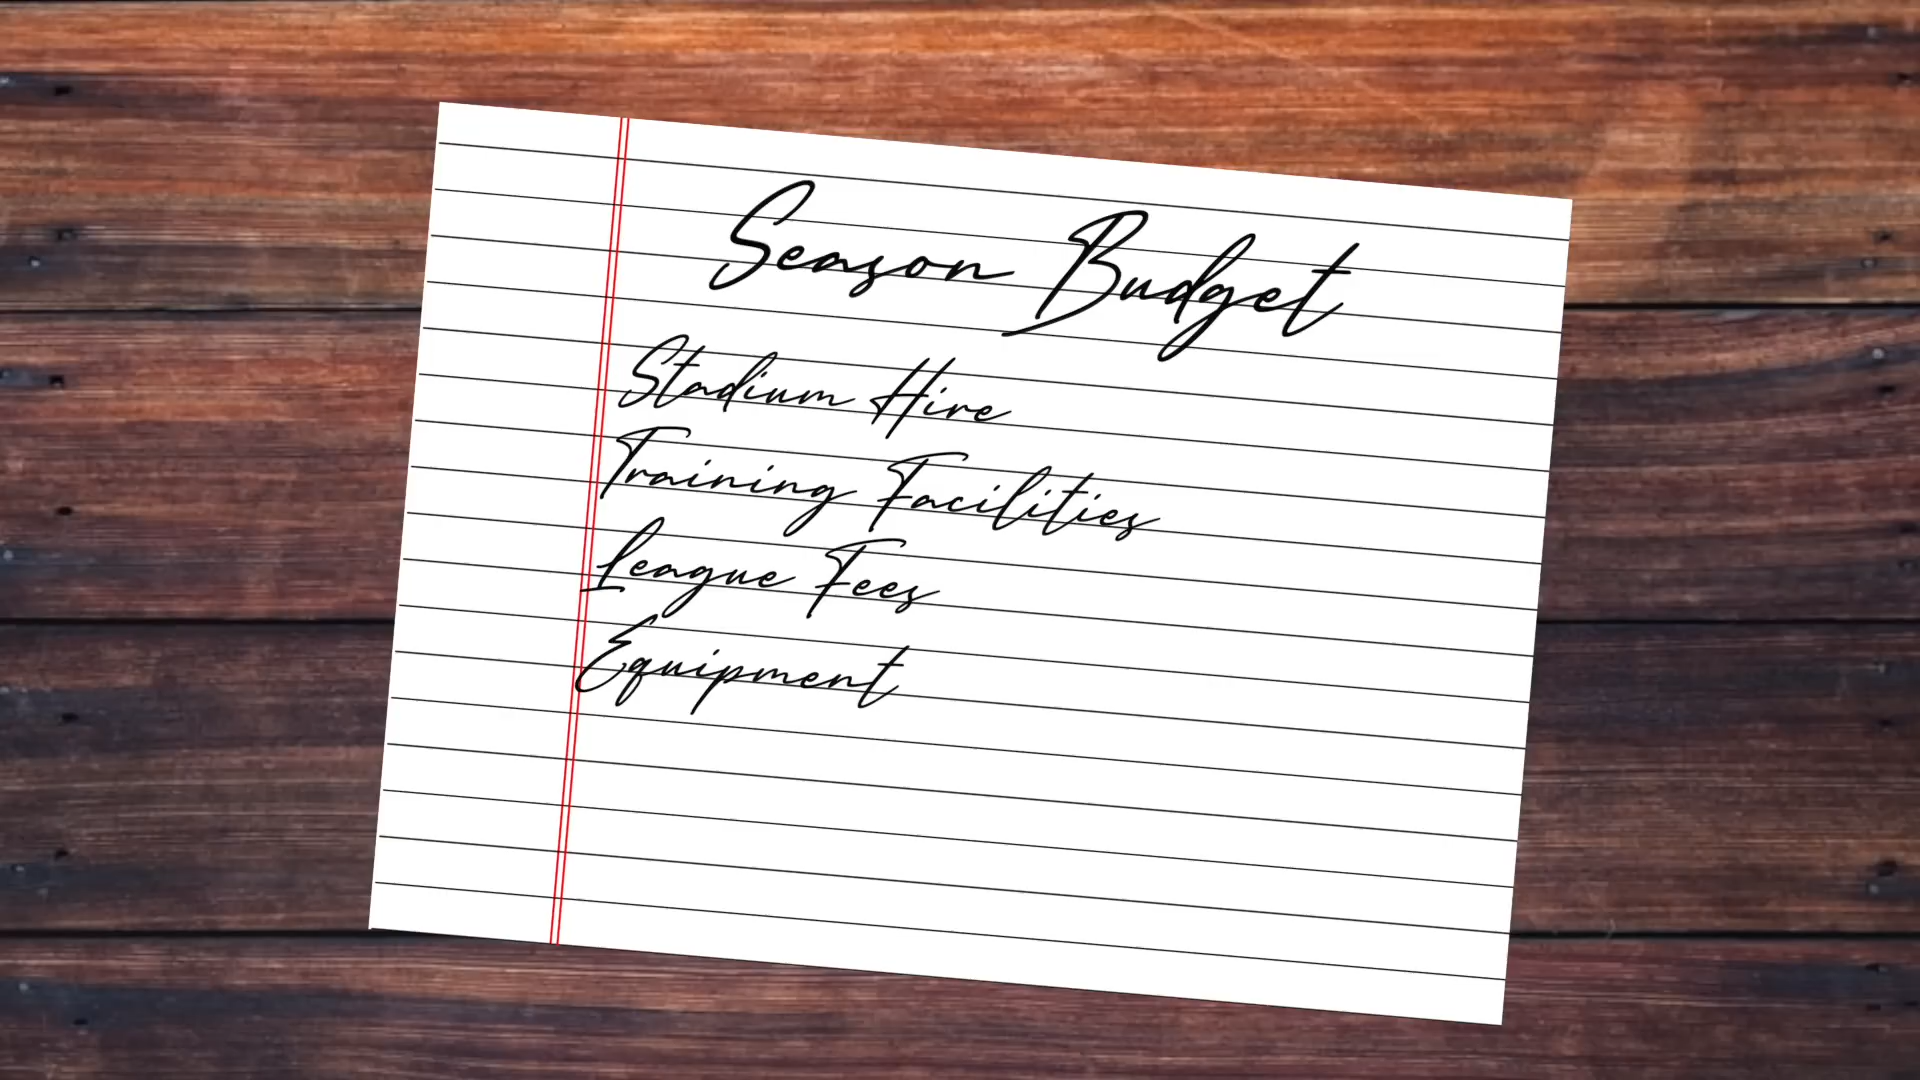 Season Budget
Stadium Hire
Training Facilities
League Fees
Equipment